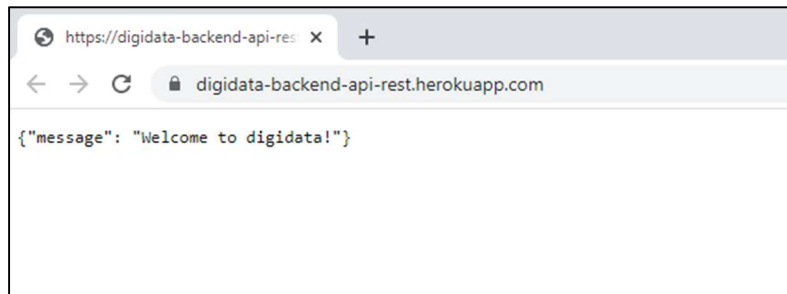 https://digidata-backend-api-res
digidata-backend-api-rest.herokuapp.com
{"message": "Welcome to digidata!"}